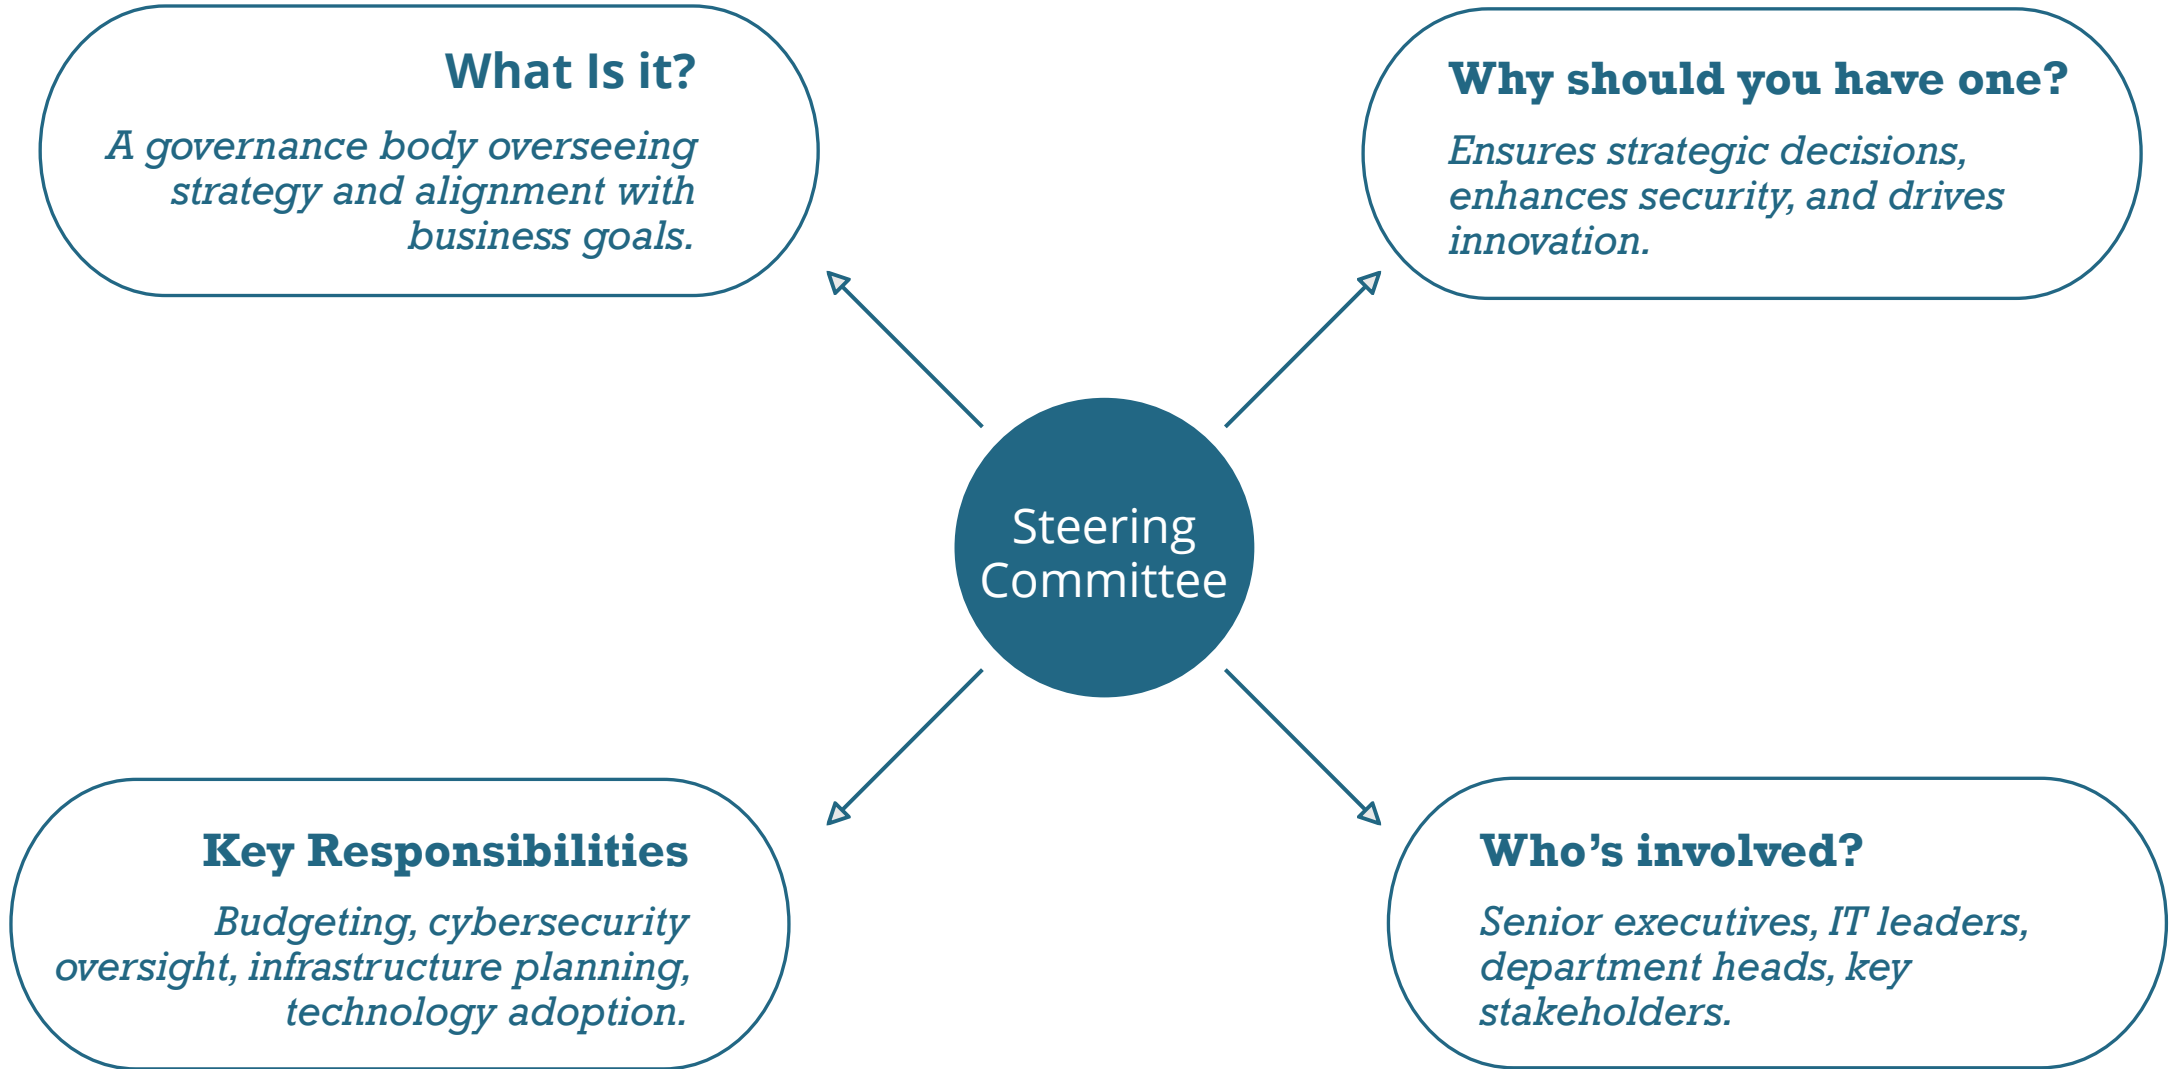 What Is it?
A governance body overseeing
strategy and alignment with
business goals.
Why should you have one?
Ensures strategic decisions,
enhances security, and drives
innovation.
Steering
Committee
Key Responsibilities
Budgeting, cybersecurity
oversight, infrastructure planning,
technology adoption.
Who’s involved?
Senior executives, IT leaders,
department heads, key
stakeholders.